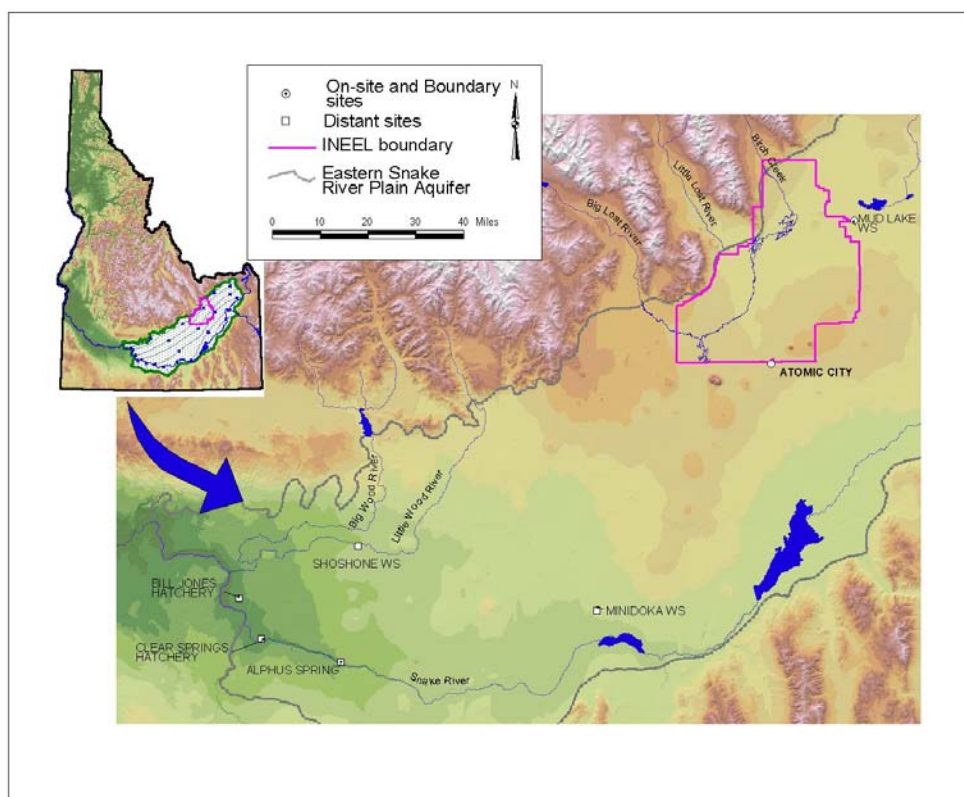 On-site and Boundary
sites
Distant sites
INEEL boundary
Eastern Snake
River Plain Aquifer
N
0 20 40 Miles
Birch Creek
Little Lost River
Big Lost River
MUD LAKE
WS
ATOMIC CITY
Big Wood River
Little Wood River
SHOSHONE WS
BILL JONES
HATCHERY
MINIDOKA WS
CLEAR SPRINGS
HATCHERY
ALPHUS SPRING
Snake River